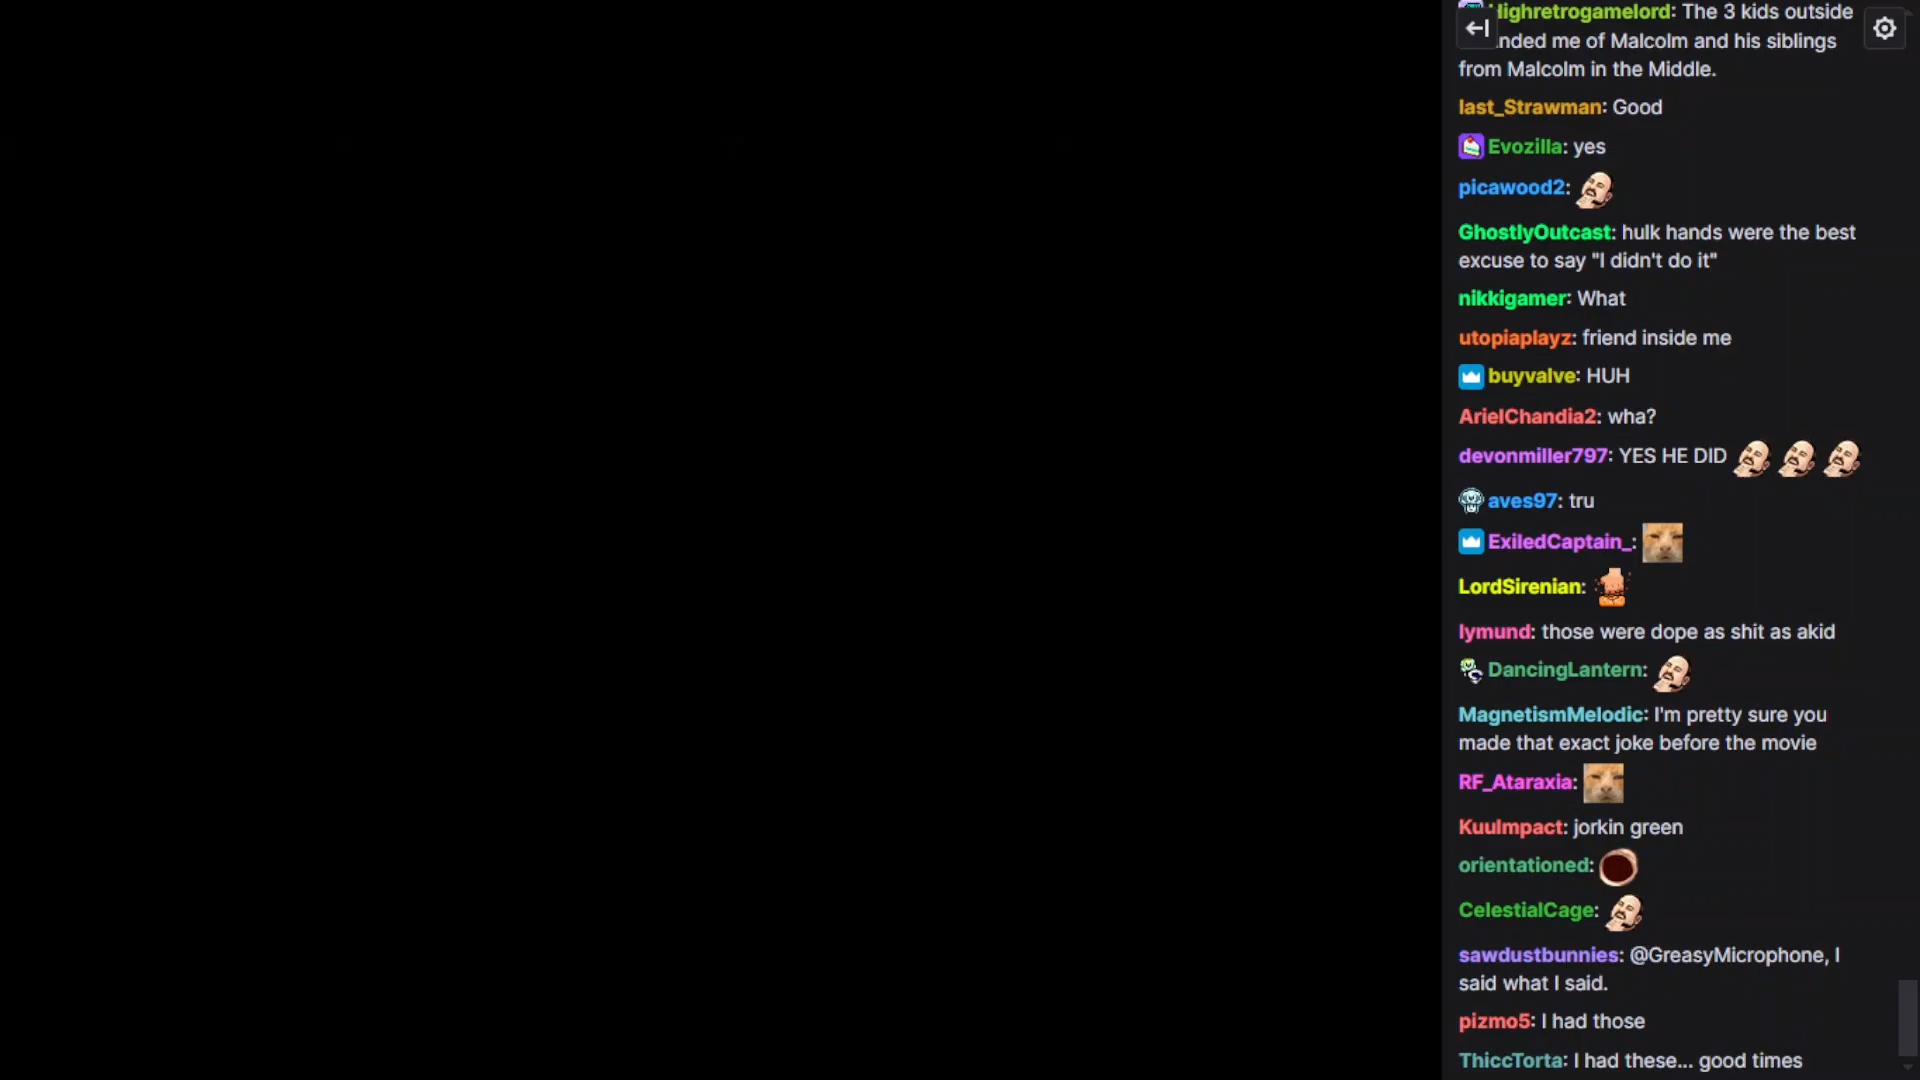 Highretrogamelord: The 3 kids outside
nded me of Malcolm and his siblings
from Malcolm in the Middle.
last_Strawman: Good
Evozilla: yes
picawood2:
GhostlyOutcast: hulk hands were the best
excuse to say "I didn't do it"
nikkigamer: What
utopiaplayz: friend inside me
buyvalve: HUH
ArielChandia2: wha?
devonmiller797: YES HE DID
aves97: tru
ExiledCaptain_:
LordSirenian:
lymund: those were dope as shit as akid
DancingLantern:
MagnetismMelodic: I'm pretty sure you
made that exact joke before the movie
RF_Ataraxia:
KuuImpact: jorkin green
orientationed:
CelestialCage:
sawdustbunnies: @GreasyMicrophone, I
said what I said.
pizmo5: I had those
ThiccTorta: I had these... good times